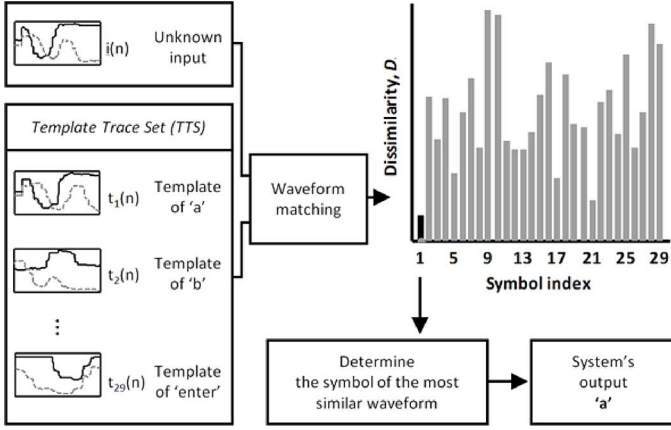 i(n)
Unknown
input
Template Trace Set (TTS)
t1(n)
Template
of ‘a’
t2(n)
Template
of ‘b’
⋮
t29(n)
Template
of ‘enter’
Waveform
matching
Dissimilarity, D
1 5 9 13 17 21 25 29
Symbol index
Determine
the symbol of the most
similar waveform
System’s
output
‘a’